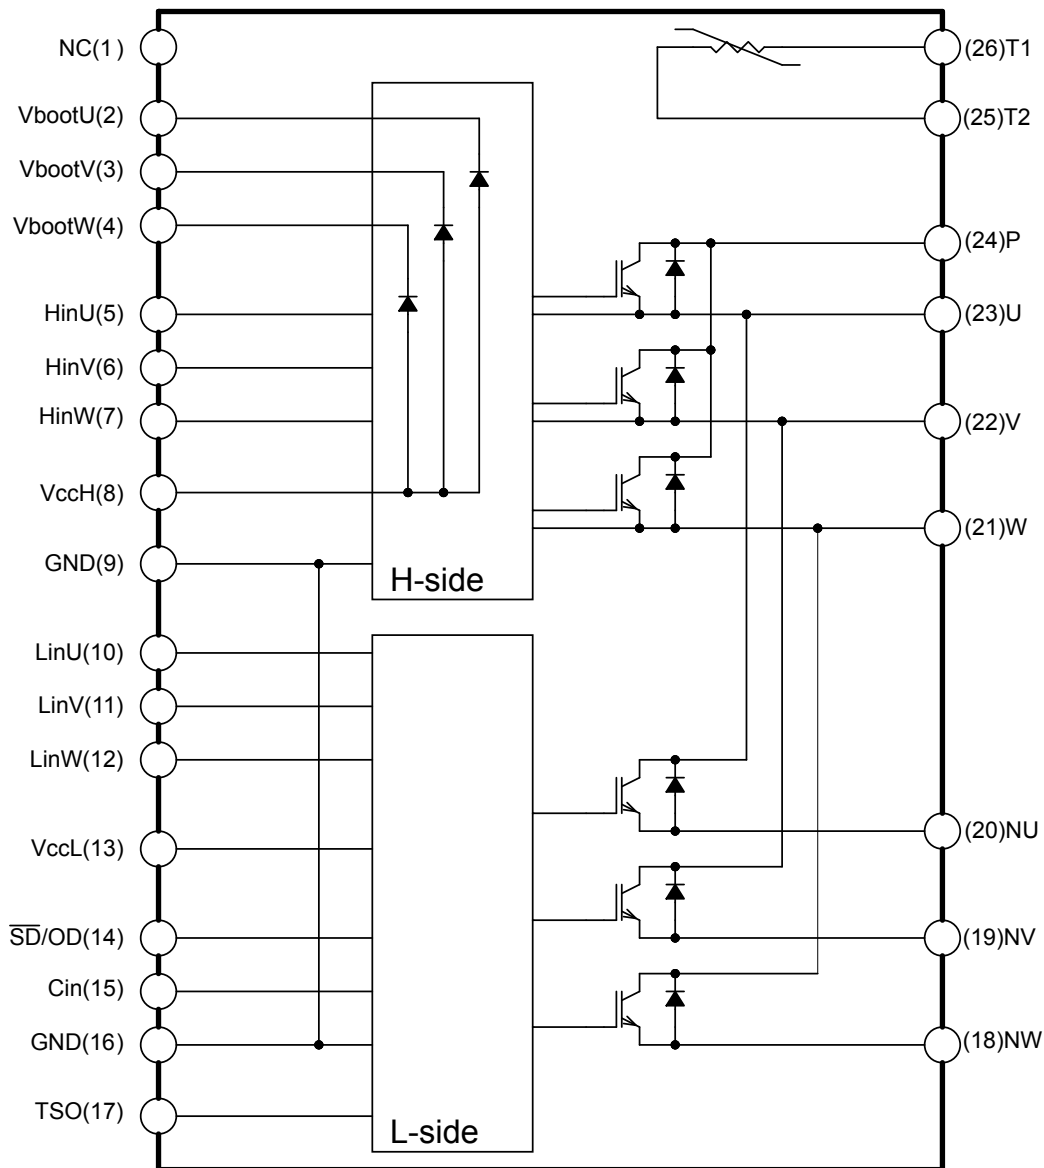 NC(1)
VbootU(2)
VbootV(3)
VbootW(4)
HinU(5)
HinV(6)
HinW(7)
VccH(8)
GND(9)
LinU(10)
LinV(11)
LinW(12)
VccL(13)
S̅D̅/OD(14)
Cin(15)
GND(16)
TSO(17)
H-side
L-side
(26)T1
(25)T2
(24)P
(23)U
(22)V
(21)W
(20)NU
(19)NV
(18)NW